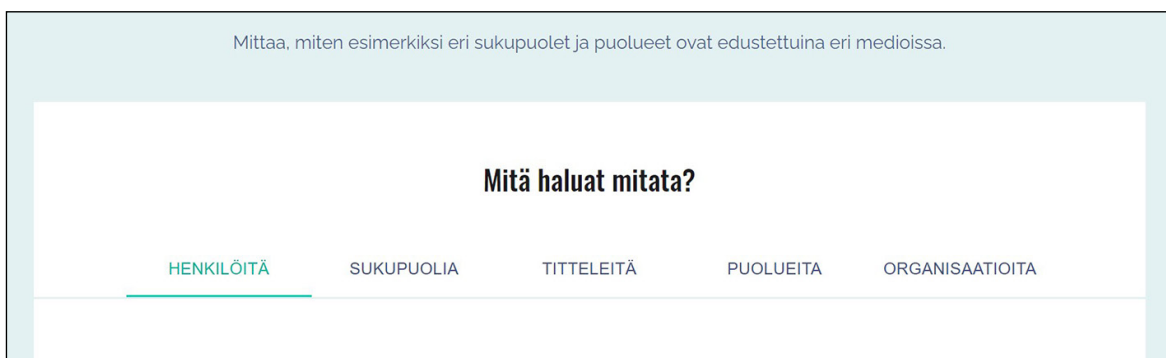 Mittaa, miten esimerkiksi eri sukupuolet ja puolueet ovat edustettuina eri medioissa.
Mitä haluat mitata?
HENKILÖITÄ SUKUPUOLIA TITTELEITÄ PUOLUEITA ORGANISAATIOITA